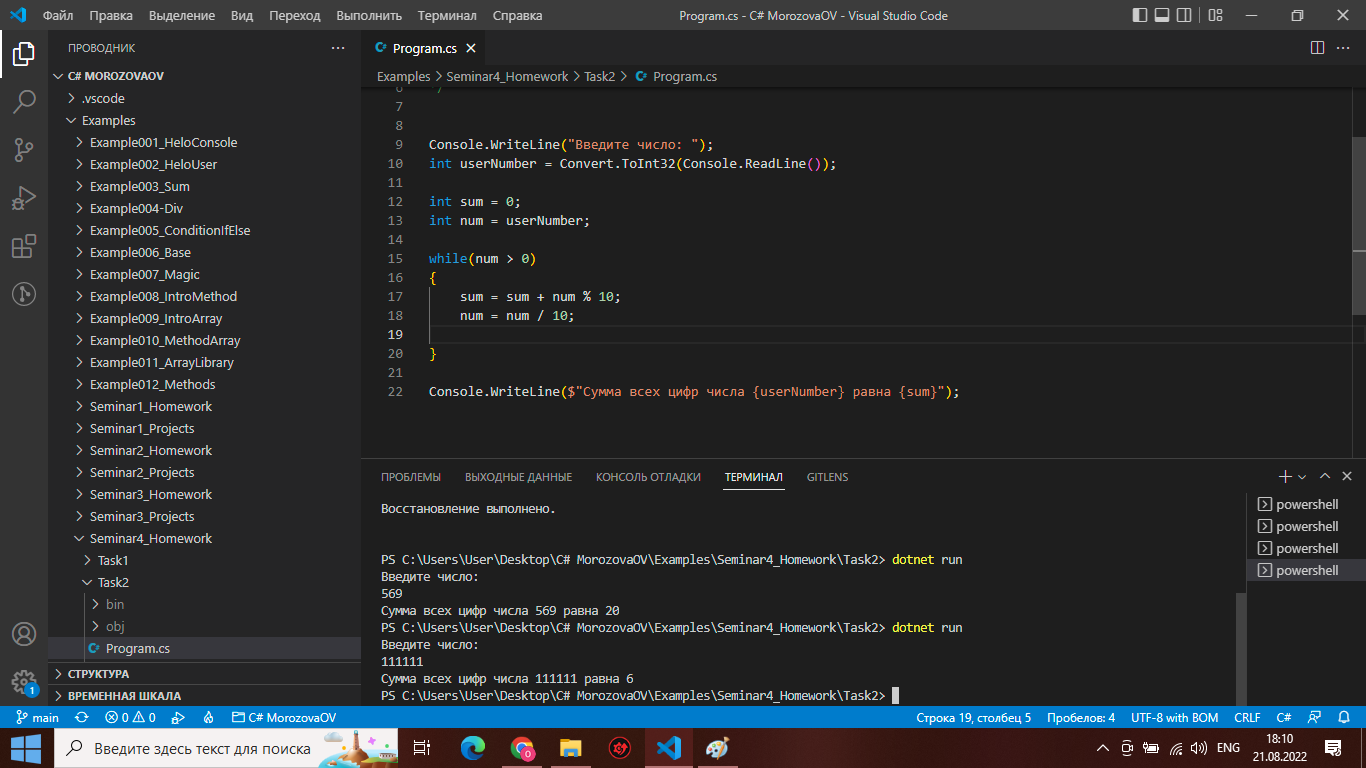 Файл Правка Выделение Вид Переход Выполнить Терминал Справка Program.cs - C# MorozovaOV - Visual Studio Code
ПРОВОДНИК
C# MOROZOVAOV
.vscode
Examples
Example001_HeloConsole
Example002_HeloUser
Example003_Sum
Example004-Div
Example005_ConditionIfElse
Example006_Base
Example007_Magic
Example008_IntroMethod
Example009_IntroArray
Example010_MethodArray
Example011_ArrayLibrary
Example012_Methods
Seminar1_Homework
Seminar1_Projects
Seminar2_Homework
Seminar2_Projects
Seminar3_Homework
Seminar3_Projects
Seminar4_Homework
Task1
Task2
bin
obj
C# Program.cs
СТРУКТУРА
ВРЕМЕННАЯ ШКАЛА
1
C# Program.cs
Examples > Seminar4_Homework > Task2 > C# Program.cs
6 */
7
8
9 Console.WriteLine("Введите число: ");
10 int userNumber = Convert.ToInt32(Console.ReadLine());
11
12 int sum = 0;
13 int num = userNumber;
14
15 while(num > 0)
16 {
17 sum = sum + num % 10;
18 num = num / 10;
19
20 }
21
22 Console.WriteLine($"Сумма всех цифр числа {userNumber} равна {sum}");
ПРОБЛЕМЫ ВЫХОДНЫЕ ДАННЫЕ КОНСОЛЬ ОТЛАДКИ ТЕРМИНАЛ GITLENS
Восстановление выполнено.
PS C:\Users\User\Desktop\C# MorozovaOV\Examples\Seminar4_Homework\Task2> dotnet run
Введите число:
569
Сумма всех цифр числа 569 равна 20
PS C:\Users\User\Desktop\C# MorozovaOV\Examples\Seminar4_Homework\Task2> dotnet run
Введите число:
111111
Сумма всех цифр числа 111111 равна 6
PS C:\Users\User\Desktop\C# MorozovaOV\Examples\Seminar4_Homework\Task2>
powershell
powershell
powershell
powershell
main 0 0 C# MorozovaOV Строка 19, столбец 5 Пробелов: 4 UTF-8 with BOM CRLF C#
Введите здесь текст для поиска
ENG
18:10
21.08.2022